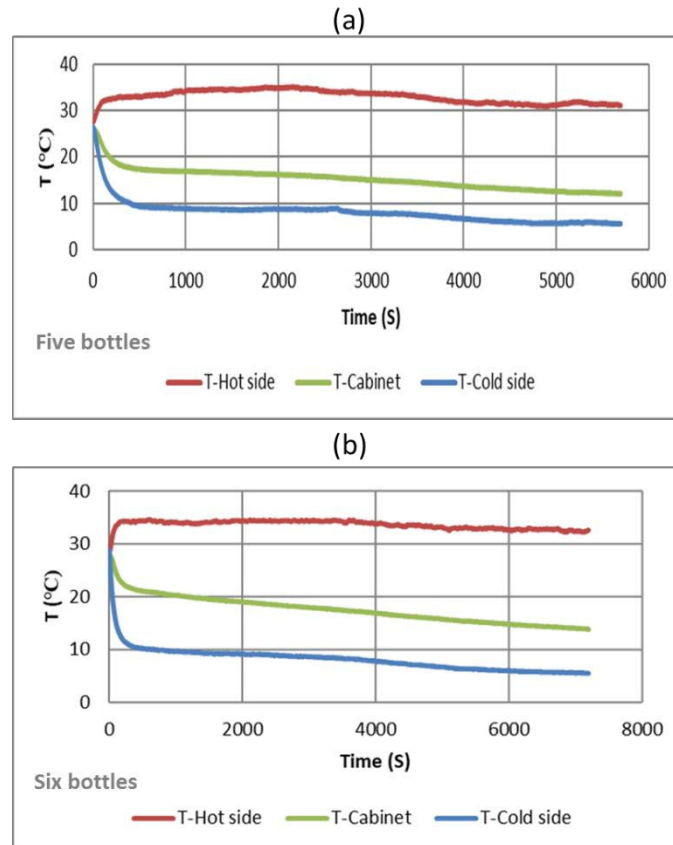 (a)
40
30
20
10
0
T (°C)
0 1000 2000 3000 4000 5000 6000
Time (S)
Five bottles
T-Hot side T-Cabinet T-Cold side
(b)
40
30
20
10
0
T (°C)
0 2000 4000 6000 8000
Time (S)
Six bottles
T-Hot side T-Cabinet T-Cold side